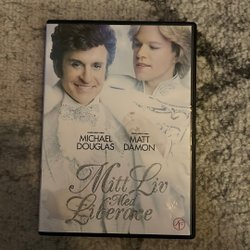 MICHAEL
DOUGLAS
MATT
DAMON
Mitt Liv
Med
Liberace